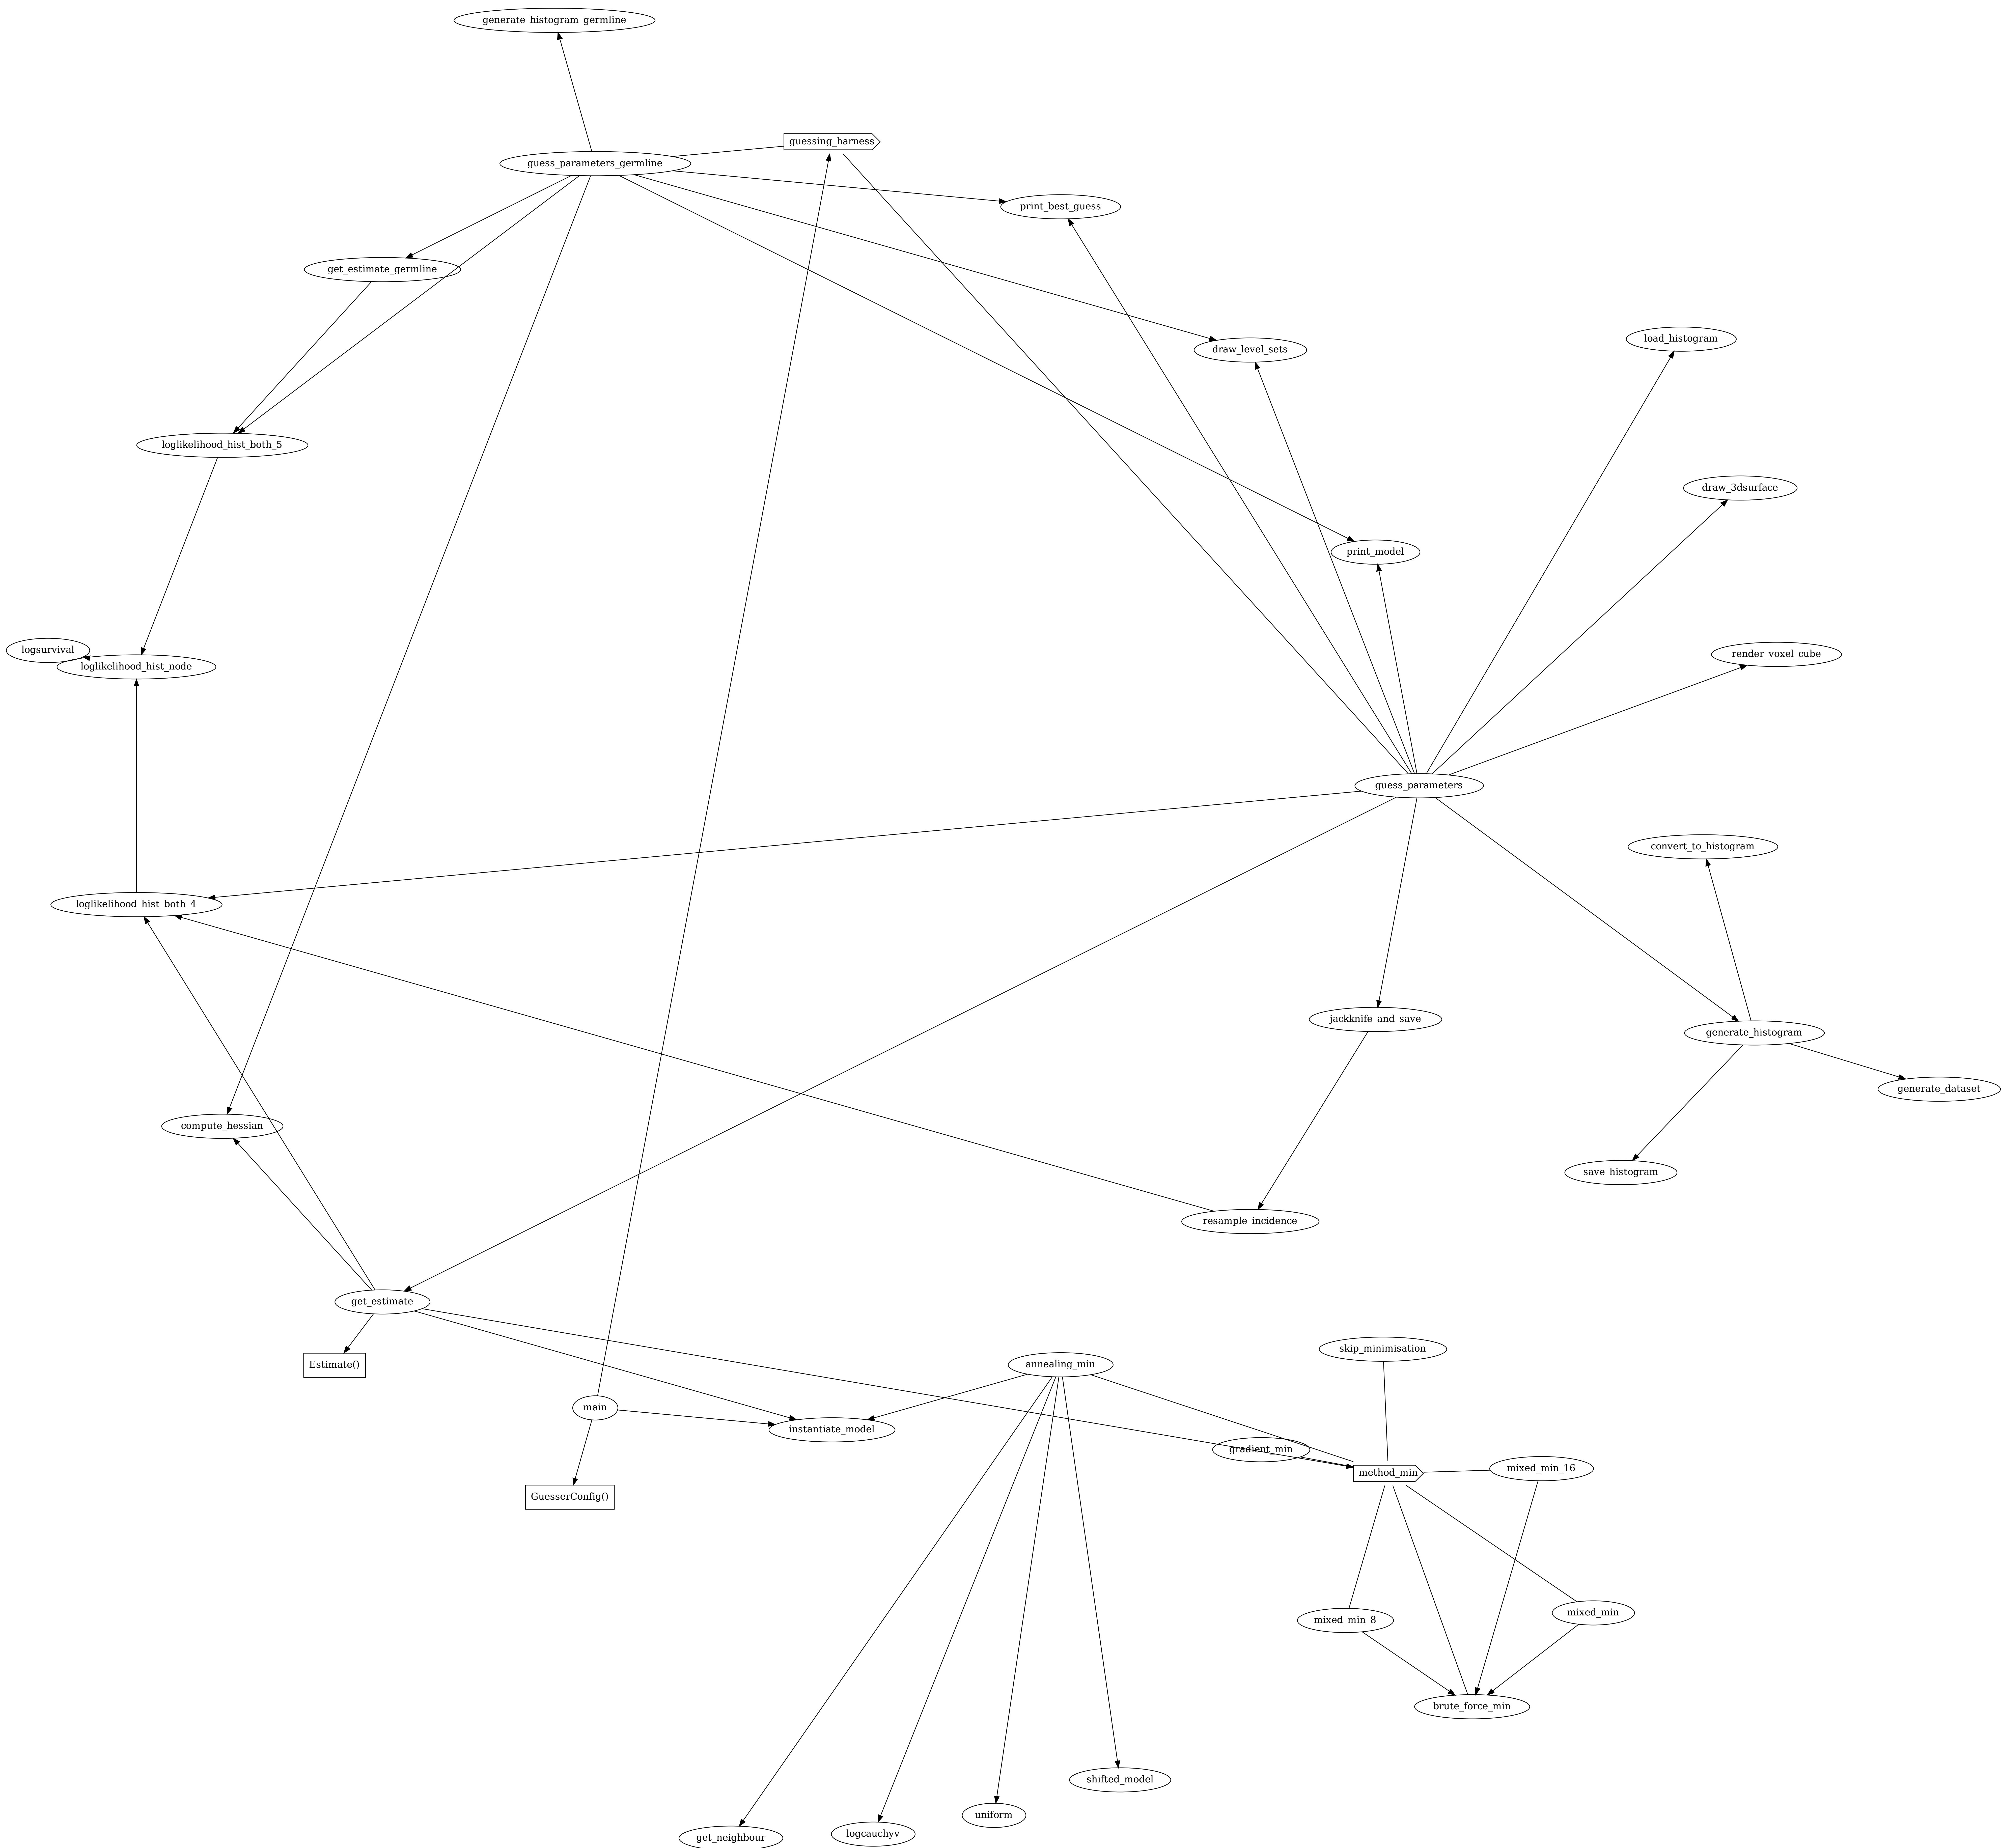 generate_histogram_germline
guessing_harness
guess_parameters_germline
print_best_guess
get_estimate_germline
load_histogram
draw_level_sets
loglikelihood_hist_both_5
draw_3dsurface
print_model
logsurvival
render_voxel_cube
loglikelihood_hist_node
guess_parameters
convert_to_histogram
loglikelihood_hist_both_4
jackknife_and_save
generate_histogram
generate_dataset
compute_hessian
save_histogram
resample_incidence
get_estimate
skip_minimisation
Estimate()
annealing_min
main
instantiate_model
gradient_min
mixed_min_16
method_min
GuesserConfig()
mixed_min
mixed_min_8
brute_force_min
shifted_model
uniform
logcauchyv
get_neighbour